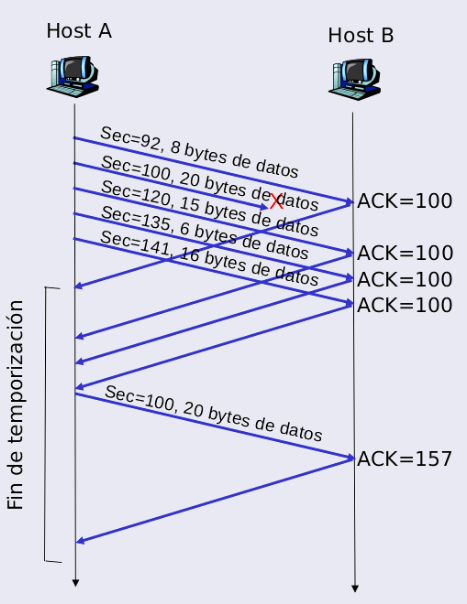 Host A
Host B
Sec=92, 8 bytes de datos
Sec=100, 20 bytes de datos
X
Sec=120, 15 bytes de datos
Sec=135, 6 bytes de datos
Sec=141, 16 bytes de datos
ACK=100
ACK=100
ACK=100
ACK=100
Fin de temporización
Sec=100, 20 bytes de datos
ACK=157